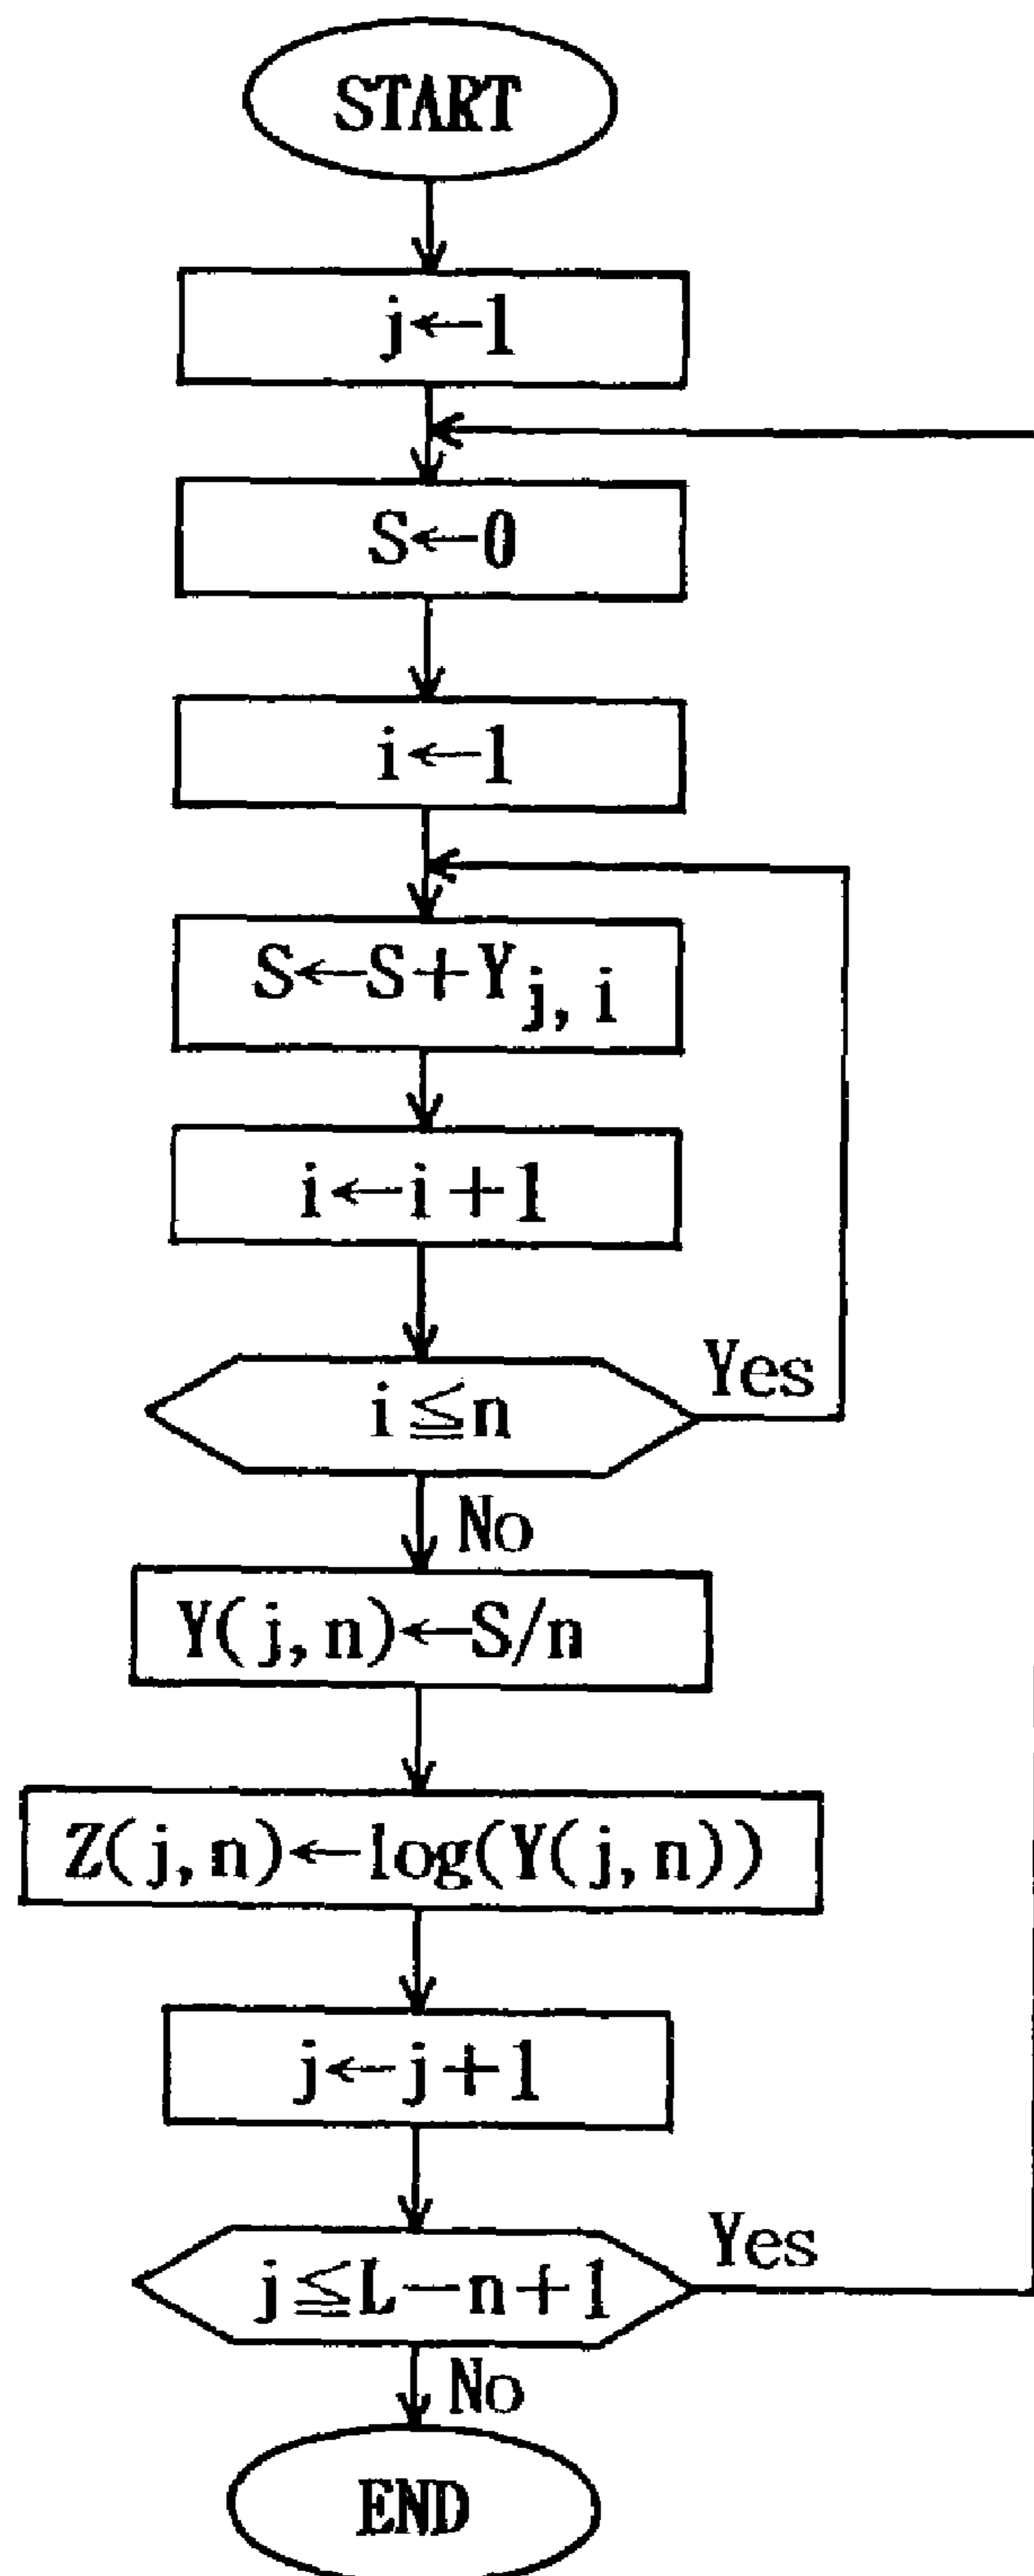 START
j←1
S←0
i←1
S←S+Y j, i
i←i+1
i≦n
Yes
No
Y(j,n)←S/n
Z(j,n)←log(Y(j,n))
j←j+1
j≦L-n+1
Yes
No
END